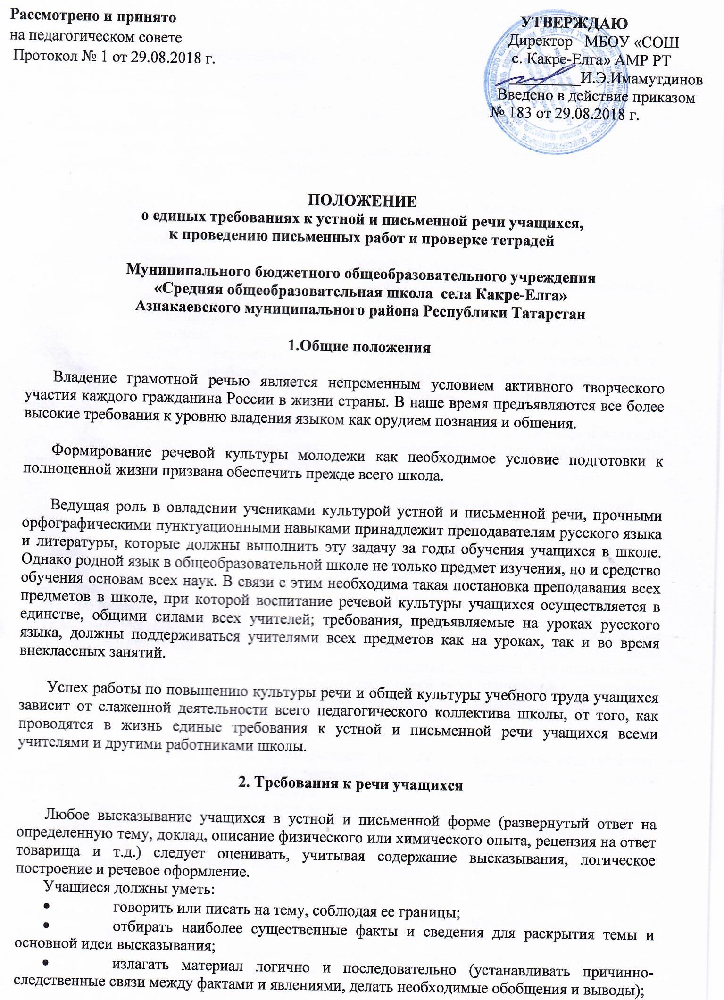 Рассмотрено и принято
на педагогическом совете
Протокол № 1 от 29.08.2018 г.
УТВЕРЖДАЮ
Директор МБОУ «СОШ
с. Какре-Елга» АМР РТ
__________И.Э.Имамутдинов
Введено в действие приказом
№ 183 от 29.08.2018 г.
ПОЛОЖЕНИЕ
о единых требованиях к устной и письменной речи учащихся,
к проведению письменных работ и проверке тетрадей
Муниципального бюджетного общеобразовательного учреждения
«Средняя общеобразовательная школа села Какре-Елга»
Азнакаевского муниципального района Республики Татарстан
1.Общие положения
Владение грамотной речью является непременным условием активного творческого
участия каждого гражданина России в жизни страны. В наше время предъявляются все более
высокие требования к уровню владения языком как орудием познания и общения.
Формирование речевой культуры молодежи как необходимое условие подготовки к
полноценной жизни призвана обеспечить прежде всего школа.
Ведущая роль в овладении учениками культурой устной и письменной речи, прочными
орфографическими пунктуационными навыками принадлежит преподавателям русского языка
и литературы, которые должны выполнить эту задачу за годы обучения учащихся в школе.
Однако родной язык в общеобразовательной школе не только предмет изучения, но и средство
обучения основам всех наук. В связи с этим необходима такая постановка преподавания всех
предметов в школе, при которой воспитание речевой культуры учащихся осуществляется в
единстве, общими силами всех учителей; требования, предъявляемые на уроках русского
языка, должны поддерживаться учителями всех предметов как на уроках, так и во время
внеклассных занятий.
Успех работы по повышению культуры речи и общей культуры учебного труда учащихся
зависит от слаженной деятельности всего педагогического коллектива школы, от того, как
проводятся в жизнь единые требования к устной и письменной речи учащихся всеми
учителями и другими работниками школы.
2. Требования к речи учащихся
Любое высказывание учащихся в устной и письменной форме (развернутый ответ на
определенную тему, доклад, описание физического или химического опыта, рецензия на ответ
товарища и т.д.) следует оценивать, учитывая содержание высказывания, логическое
построение и речевое оформление.
Учащиеся должны уметь:
• говорить или писать на тему, соблюдая ее границы;
• отбирать наиболее существенные факты и сведения для раскрытия темы и
основной идеи высказывания;
• излагать материал логично и последовательно (устанавливать причинно-
следственные связи между фактами и явлениями, делать необходимые обобщения и выводы);